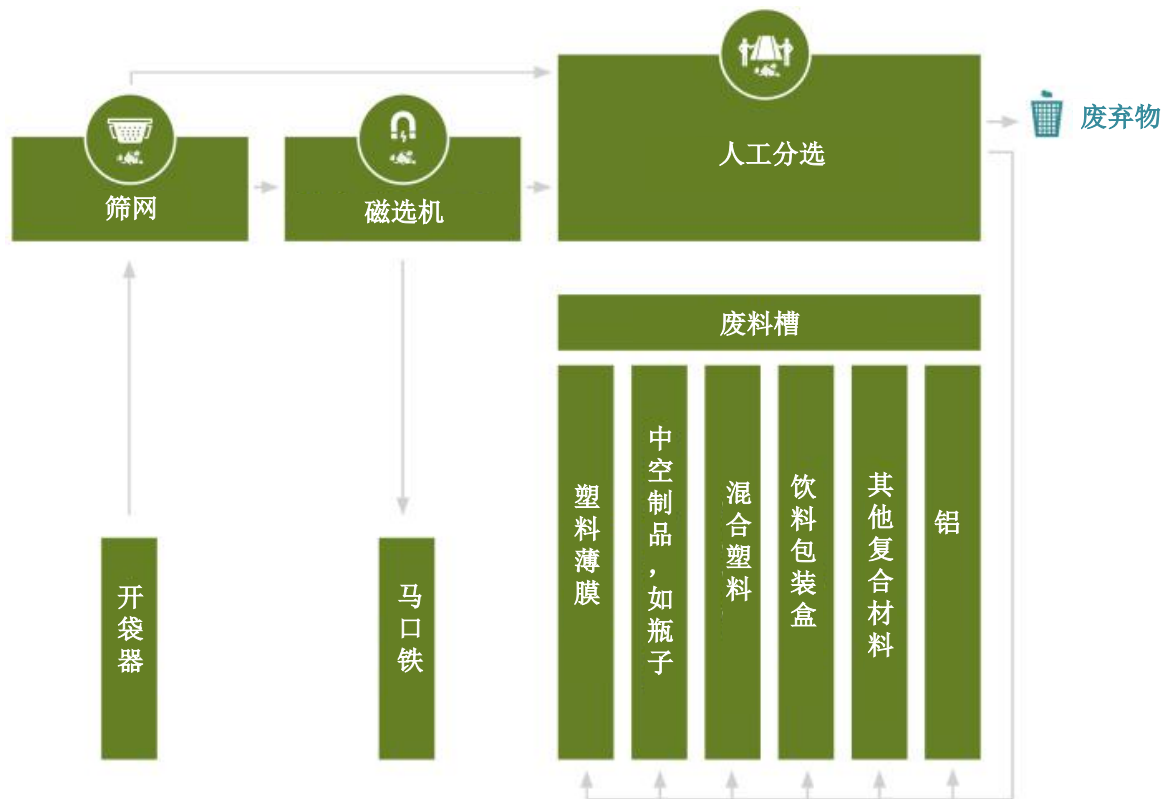 废弃物
人工分选
筛网
磁选机
废料槽
塑料薄膜
中空制品，如瓶子
混合塑料
饮料包装盒
其他复合材料
铝
开袋器
马口铁